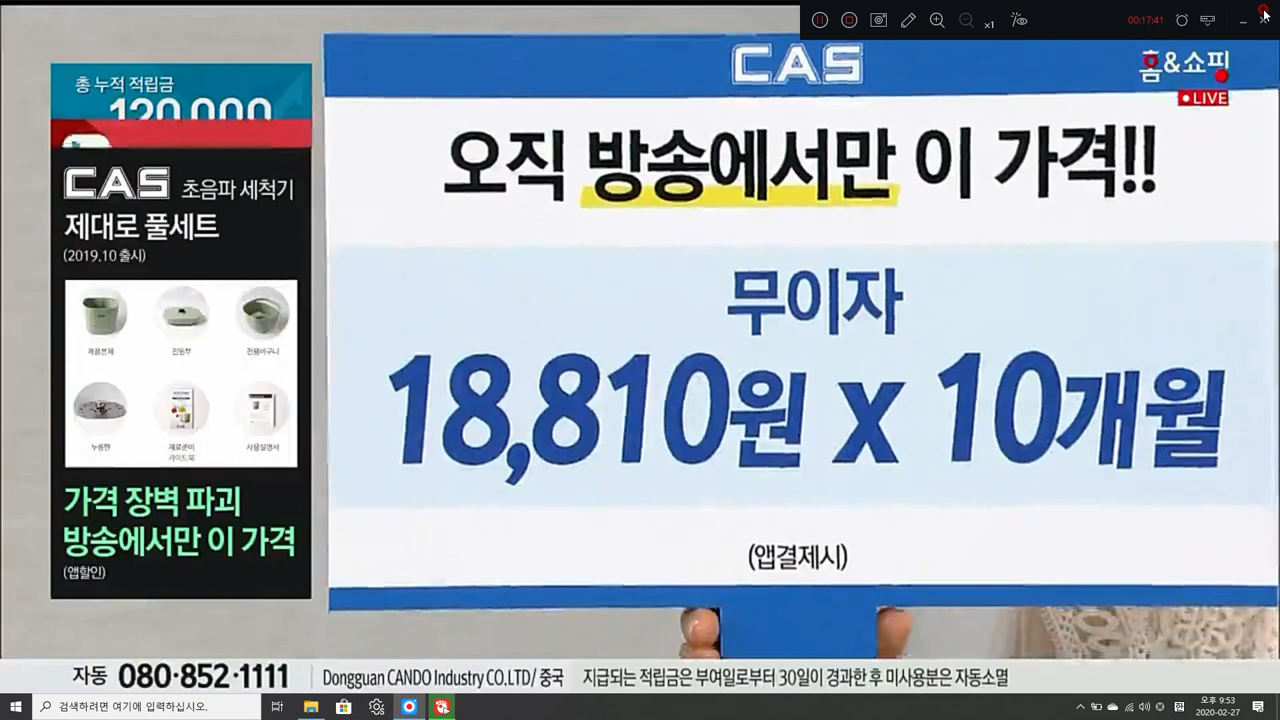 x1
00:17:41
총 누적 적립금
120,000
CAS
홈&쇼핑
LIVE
오직 방송에서만 이 가격!!
무이자
18,810원 x 10개월
(앱결제시)
CAS 초음파 세척기
제대로 풀세트
(2019.10 출시)
제품본체 진동부 전용바구니
누름판 재료준비 사용설명서
가이드북
가격 장벽 파괴
방송에서만 이 가격
(앱할인)
자동 080·852·1111 Dongguan CANDO Industry CO.LTD/ 중국 지급되는 적립금은 부여일로부터 30일이 경과한 후 미사용분은 자동소멸
검색하려면 여기에 입력하십시오.
오후 9:53
2020-02-27